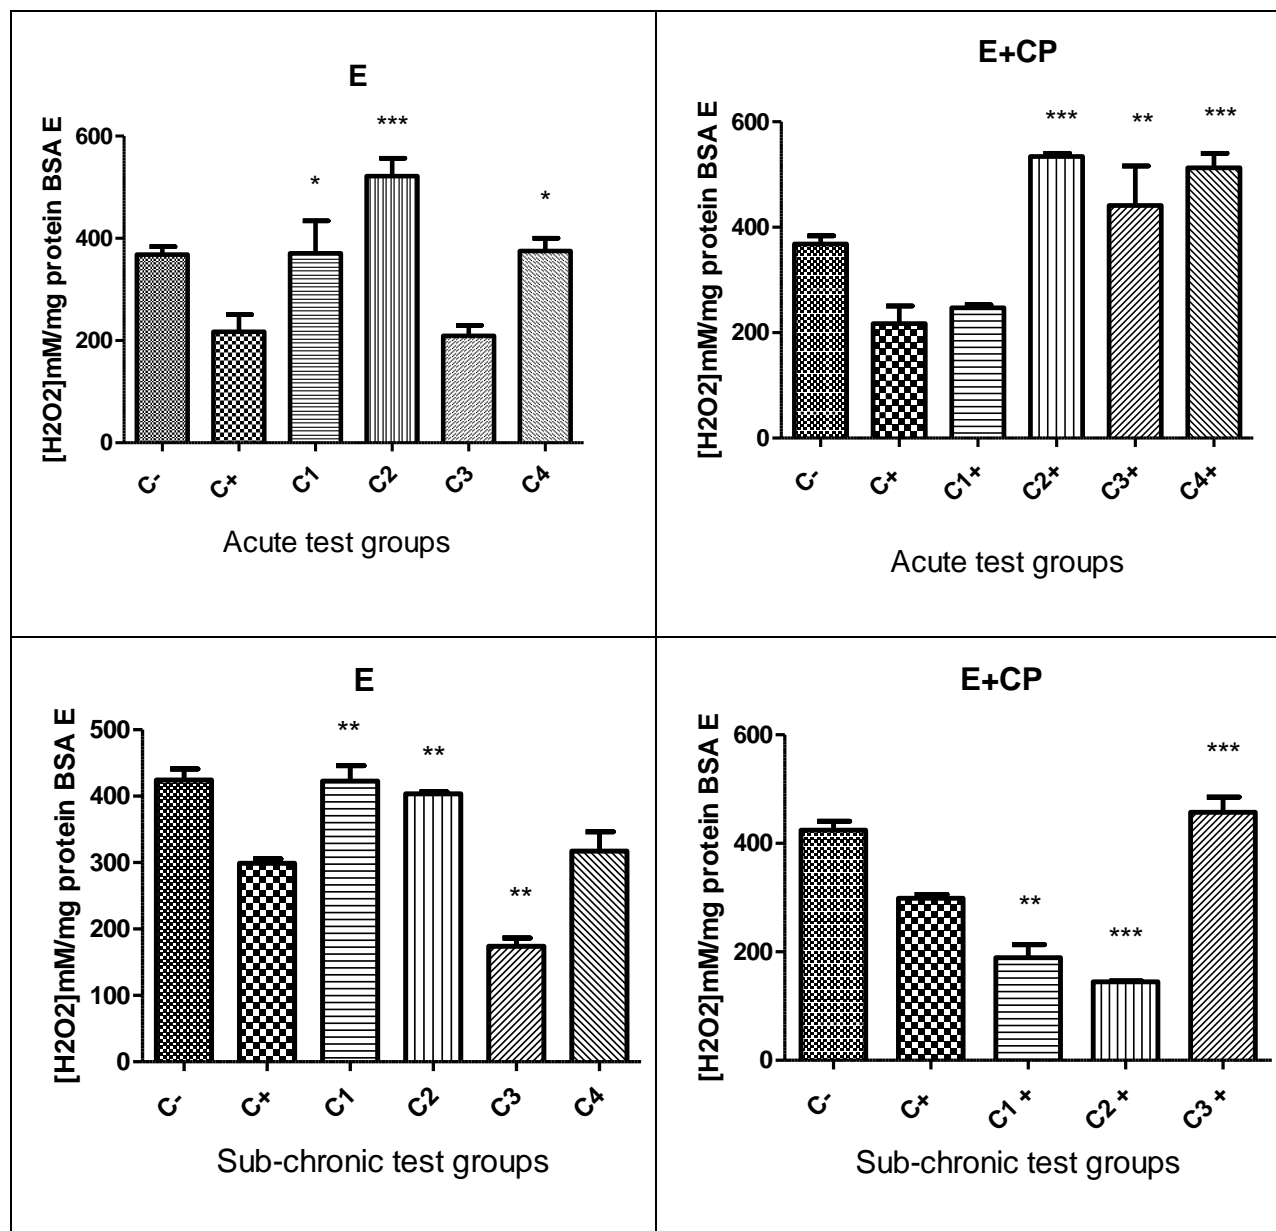 E
[H2O2]mM/mg protein BSA E
600
400
200
0
*
***
*
C-
C+
C1
C2
C3
C4
Acute test groups
E+CP
[H2O2]mM/mg protein BSA E
600
400
200
0
***
**
***
C-
C+
C1+
C2+
C3+
C4+
Acute test groups
E
[H2O2]mM/mg protein BSA E
500
400
300
200
100
0
**
**
**
C-
C+
C1
C2
C3
C4
Sub-chronic test groups
E+CP
[H2O2]mM/mg protein BSA E
600
400
200
0
**
***
***
C-
C+
C1 +
C2 +
C3 +
Sub-chronic test groups